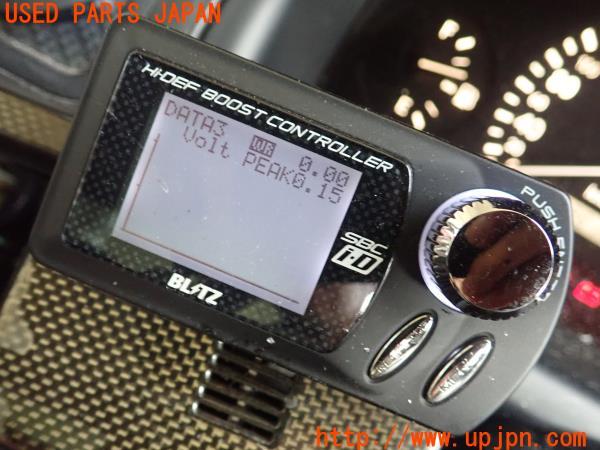 USED PARTS JAPAN
Hi-DEF BOOST CONTROLLER
DATA3 WR 0.00
Volt PEAK0.15
SBC
i-D
BLITZ
PUSH
http://www.upjpn.com